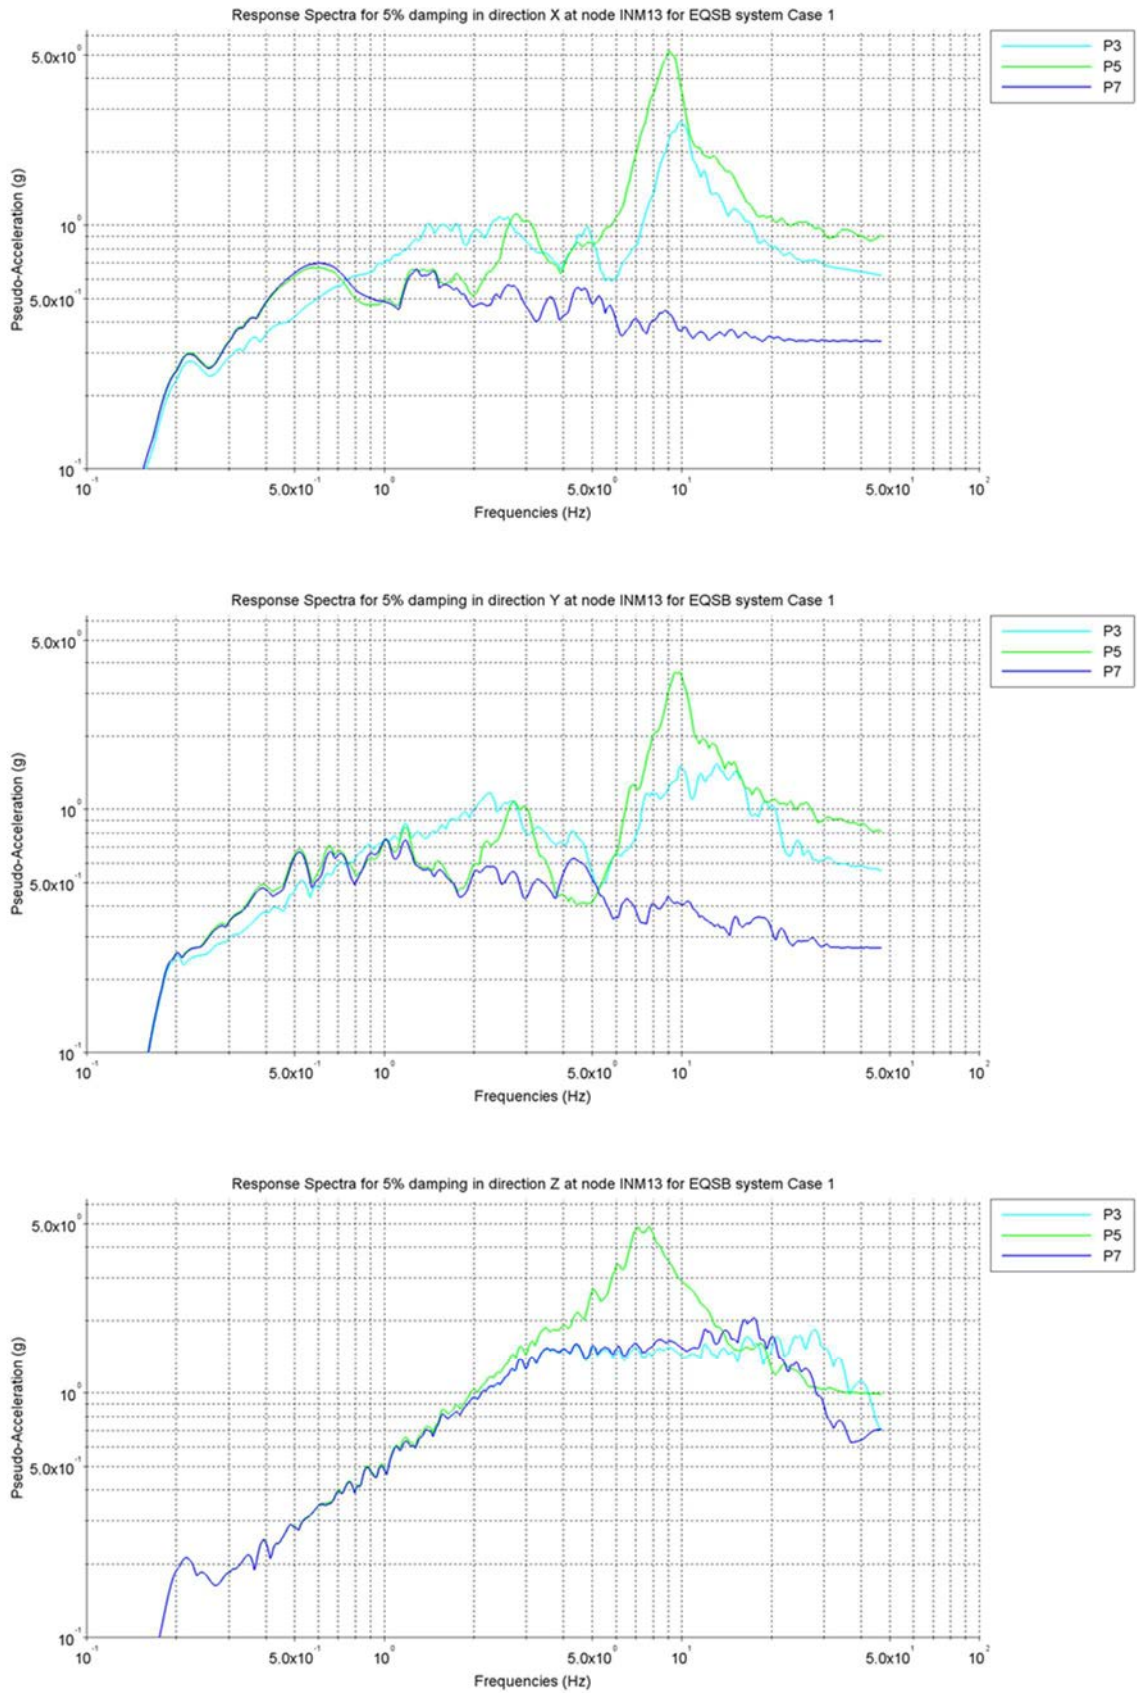 Response Spectra for 5% damping in direction X at node INM13 for EQSB system Case 1
P3
P5
P7
5.0x10⁰
10⁰
5.0x10⁻¹
10⁻¹
Pseudo-Acceleration (g)
10⁻¹ 5.0x10⁻¹ 10⁰ 5.0x10⁰ 10¹ 5.0x10¹ 10²
Frequencies (Hz)
Response Spectra for 5% damping in direction Y at node INM13 for EQSB system Case 1
P3
P5
P7
5.0x10⁰
10⁰
5.0x10⁻¹
10⁻¹
Pseudo-Acceleration (g)
10⁻¹ 5.0x10⁻¹ 10⁰ 5.0x10⁰ 10¹ 5.0x10¹ 10²
Frequencies (Hz)
Response Spectra for 5% damping in direction Z at node INM13 for EQSB system Case 1
P3
P5
P7
5.0x10⁰
10⁰
5.0x10⁻¹
10⁻¹
Pseudo-Acceleration (g)
10⁻¹ 5.0x10⁻¹ 10⁰ 5.0x10⁰ 10¹ 5.0x10¹ 10²
Frequencies (Hz)